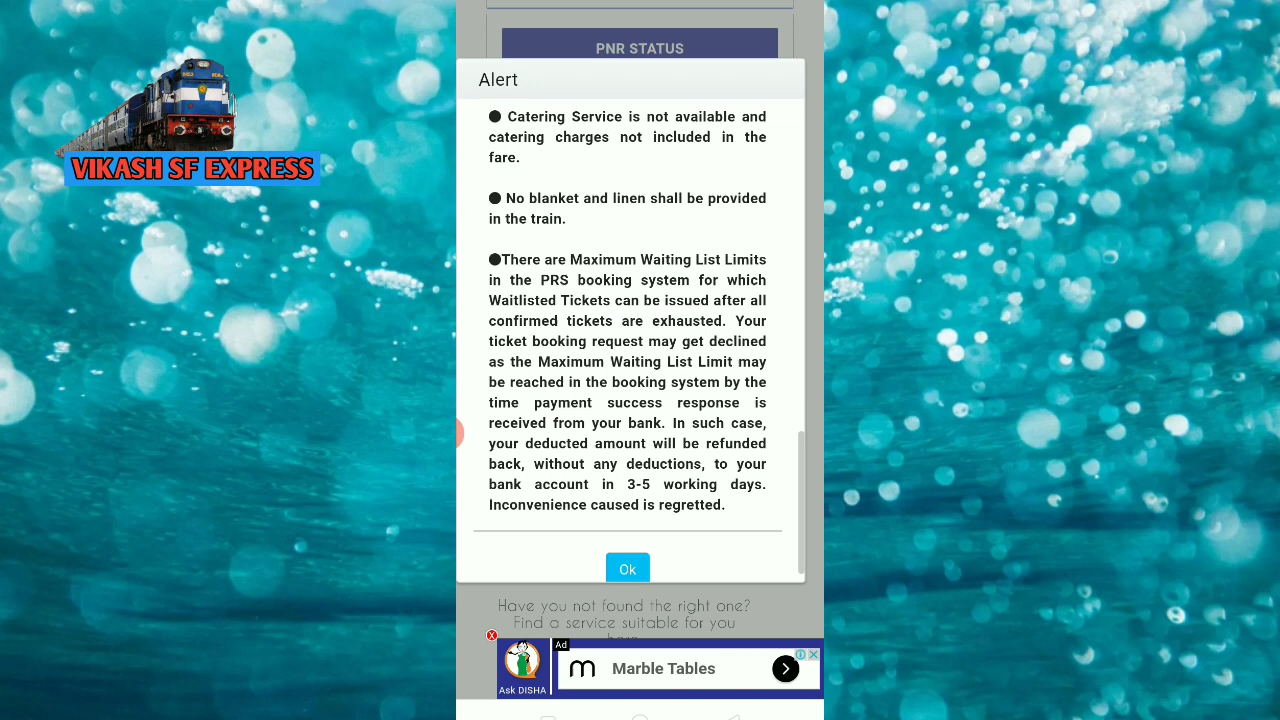 PNR STATUS
Alert
VIKASH SF EXPRESS
● Catering Service is not available and
catering charges not included in the
fare.
● No blanket and linen shall be provided
in the train.
●There are Maximum Waiting List Limits
in the PRS booking system for which
Waitlisted Tickets can be issued after all
confirmed tickets are exhausted. Your
ticket booking request may get declined
as the Maximum Waiting List Limit may
be reached in the booking system by the
time payment success response is
received from your bank. In such case,
your deducted amount will be refunded
back, without any deductions, to your
bank account in 3-5 working days.
Inconvenience caused is regretted.
Ok
Have you not found the right one?
Find a service suitable for you
X
Ad
m Marble Tables
Ask DISHA